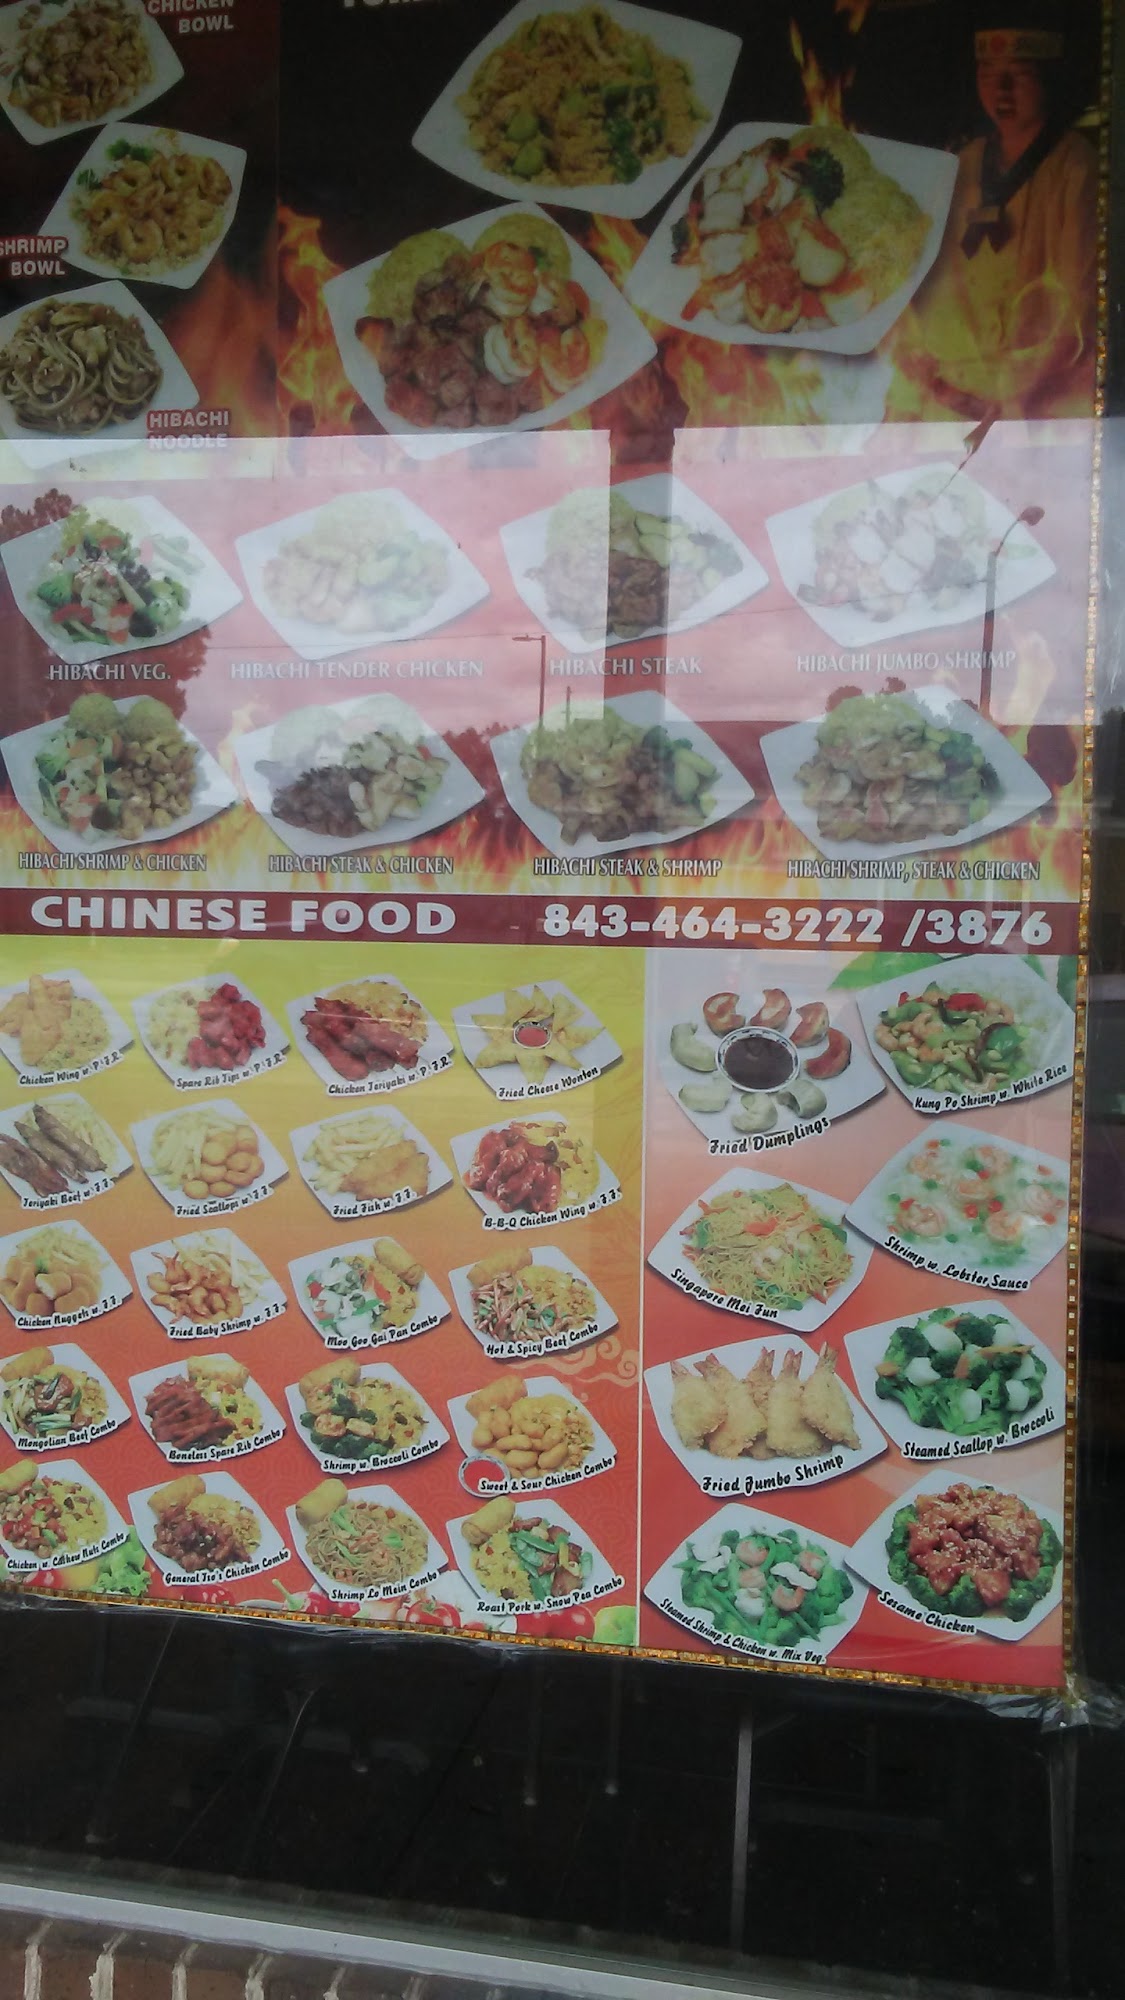 CHICKEN
BOWL
SHRIMP
BOWL
HIBACHI
NOODLE
HIBACHI VEG.
HIBACHI TENDER CHICKEN
HIBACHI STEAK
HIBACHI JUMBO SHRIMP
HIBACHI SHRIMP & CHICKEN
HIBACHI STEAK & CHICKEN
HIBACHI STEAK & SHRIMP
HIBACHI SHRIMP, STEAK & CHICKEN
CHINESE FOOD 843-464-3222 /3876
Chicken Wing w. P. F.R.
Spare Rib Tips w. P. F.R.
Chicken Teriyaki w. P. F.R.
Fried Cheese Wonton
Teriyaki Beef w. F.F.
Fried Scallops w. F.F.
Fried Fish w. F.F.
B-B-Q Chicken Wing w. F.F.
Chicken Nuggets w. F.F.
Fried Baby Shrimp w. F.F.
Moo Goo Gai Pan Combo
Hot & Spicy Beef Combo
Mongolian Beef Combo
Boneless Spare Rib Combo
Shrimp w. Broccoli Combo
Sweet & Sour Chicken Combo
Chicken w. Cashew Nuts Combo
General Tso's Chicken Combo
Shrimp Lo Mein Combo
Roast Pork w. Snow Pea Combo
Fried Dumplings
Kung Po Shrimp w. White Rice
Singapore Mei Fun
Shrimp w. Lobster Sauce
Fried Jumbo Shrimp
Steamed Scallop w. Broccoli
Steamed Shrimp & Chicken w. Mix Veg.
Sesame Chicken